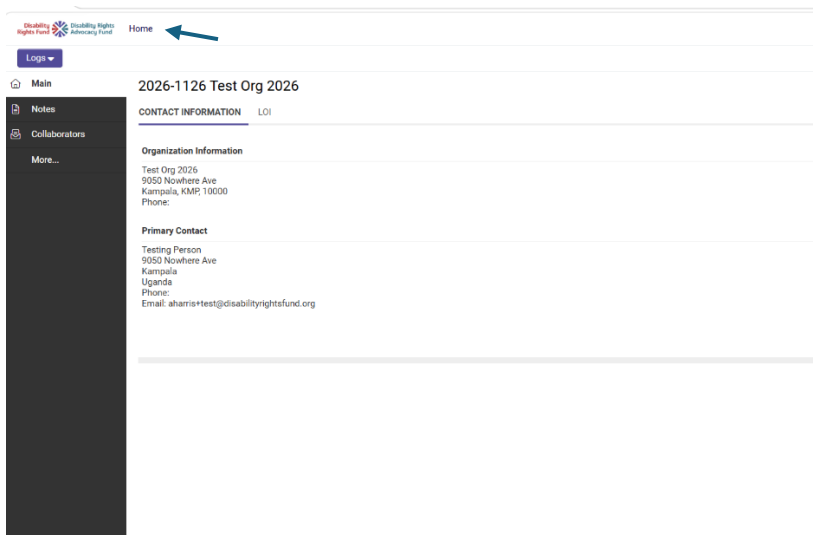 Disability Rights Fund Disability Rights Advocacy Fund Home
Logs
Main
Notes
Collaborators
More...
2026-1126 Test Org 2026
CONTACT INFORMATION LOI
Organization Information
Test Org 2026
9050 Nowhere Ave
Kampala, KMP, 10000
Phone:
Primary Contact
Testing Person
9050 Nowhere Ave
Kampala
Uganda
Phone:
Email: aharris+test@disabilityrightsfund.org